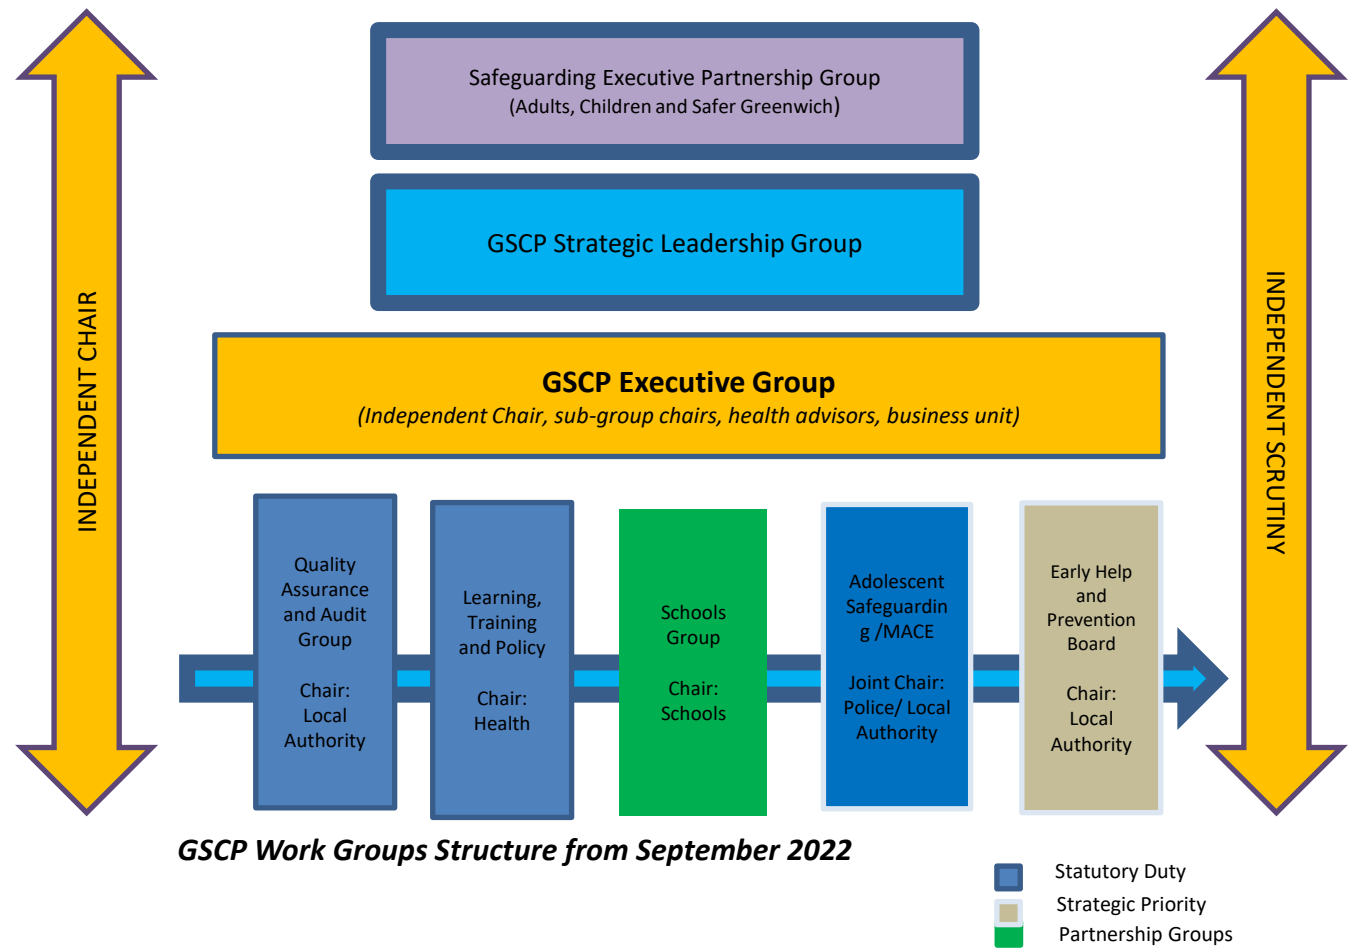 Safeguarding Executive Partnership Group
(Adults, Children and Safer Greenwich)
GSCP Strategic Leadership Group
INDEPENDENT CHAIR
INDEPENDENT SCRUTINY
GSCP Executive Group
(Independent Chair, sub-group chairs, health advisors, business unit)
Quality
Assurance
and Audit
Group
Chair:
Local
Authority
Learning,
Training
and Policy
Chair:
Health
Schools
Group
Chair:
Schools
Adolescent
Safeguardin
g /MACE
Joint Chair:
Police/ Local
Authority
Early Help
and
Prevention
Board
Chair:
Local
Authority
GSCP Work Groups Structure from September 2022
Statutory Duty
Strategic Priority
Partnership Groups